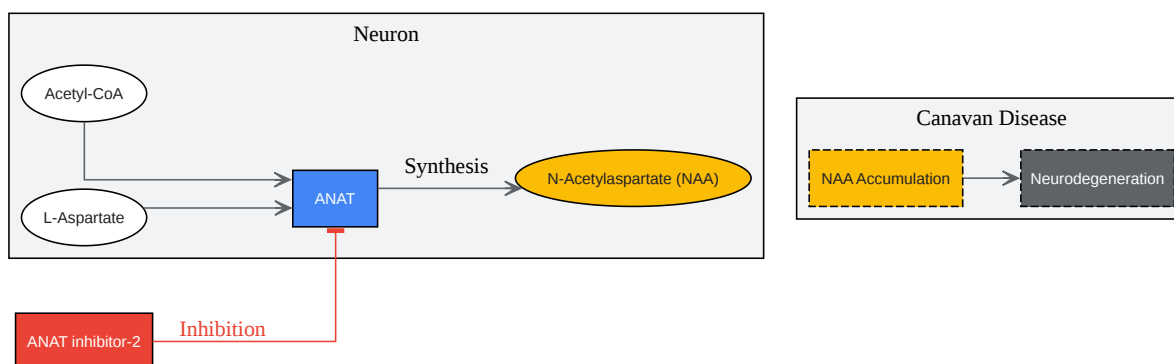 Neuron
Acetyl-CoA
L-Aspartate
ANAT
Synthesis
N-Acetylaspartate (NAA)
ANAT inhibitor-2
Inhibition
Canavan Disease
NAA Accumulation
Neurodegeneration